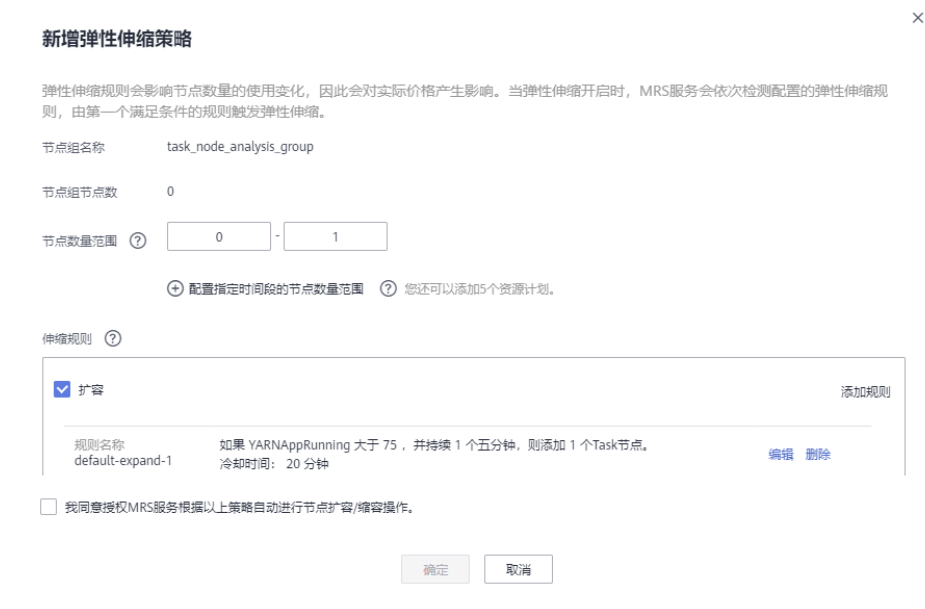 新增弹性伸缩策略
弹性伸缩规则会影响节点数量的使用变化，因此会对实际价格产生影响。当弹性伸缩开启时，MRS服务会依次检测配置的弹性伸缩规
则，由第一个满足条件的规则触发弹性伸缩。
节点组名称 task_node_analysis_group
节点组节点数 0
节点数量范围 ? 0 - 1
配置指定时间段的节点数量范围 ? 您还可以添加5个资源计划。
伸缩规则 ?
扩容 添加规则
规则名称 如果 YARNAppRunning 大于 75 ，并持续 1 个五分钟，则添加 1 个Task节点。
default-expand-1 冷却时间： 20 分钟 编辑 删除
我同意授权MRS服务根据以上策略自动进行节点扩容/缩容操作。
确定 取消